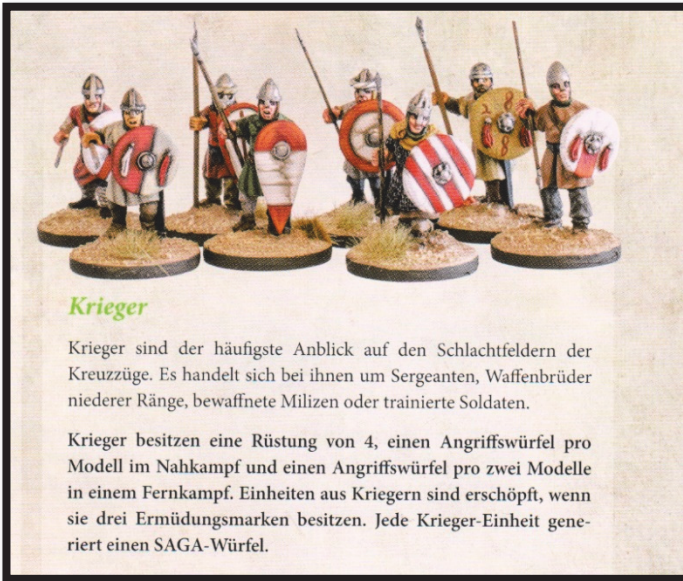 Krieger
Krieger sind der häufigste Anblick auf den Schlachtfeldern der
Kreuzzüge. Es handelt sich bei ihnen um Sergeanten, Waffenbrüder
niederer Ränge, bewaffnete Milizen oder trainierte Soldaten.
Krieger besitzen eine Rüstung von 4, einen Angriffswürfel pro
Modell im Nahkampf und einen Angriffswürfel pro zwei Modelle
in einem Fernkampf. Einheiten aus Kriegern sind erschöpft, wenn
sie drei Ermüdungsmarken besitzen. Jede Krieger-Einheit gene-
riert einen SAGA-Würfel.